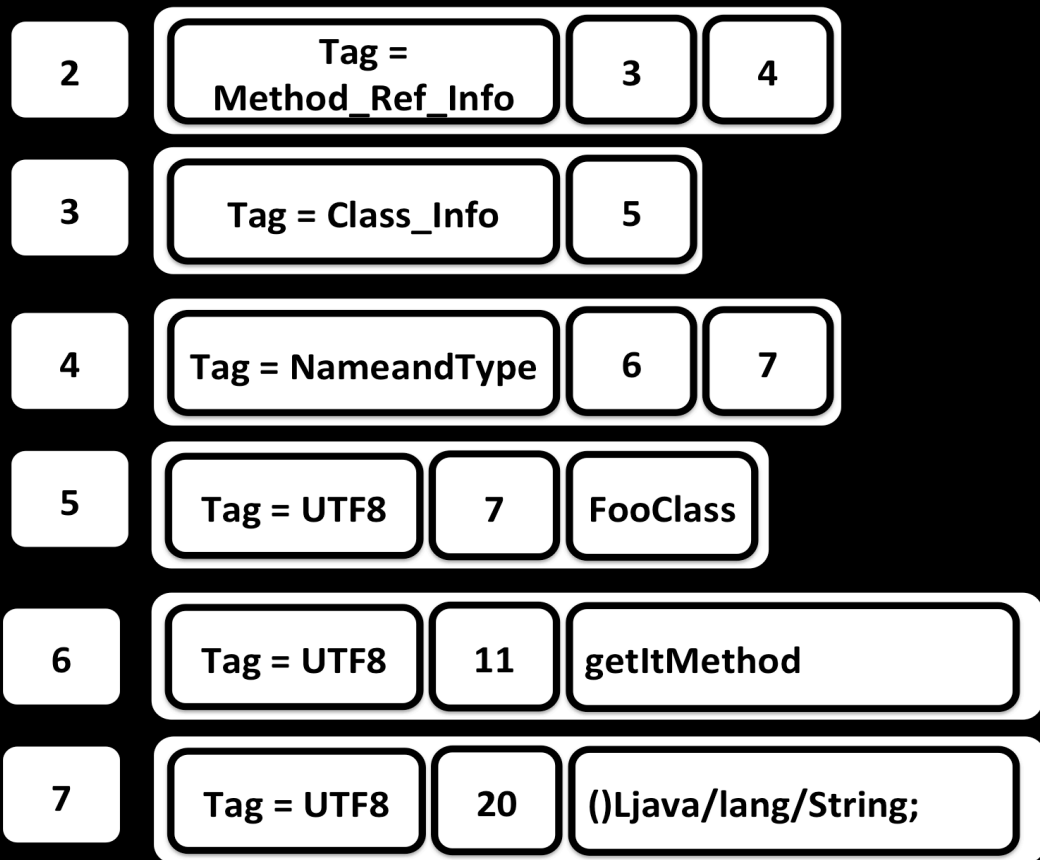 2
Tag =
Method_Ref_Info
3
4
3
Tag = Class_Info
5
4
Tag = NameandType
6
7
5
Tag = UTF8
7
FooClass
6
Tag = UTF8
11
getItMethod
7
Tag = UTF8
20
()Ljava/lang/String;